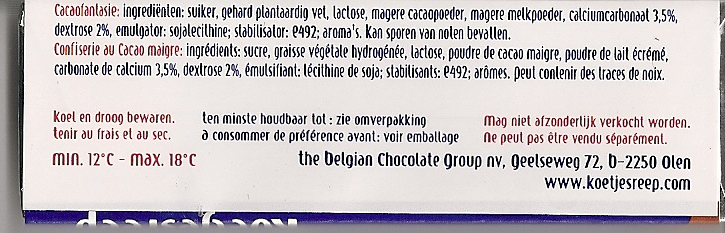 Cacaofantasie: ingrediënten: suiker, gehard plantaardig vet, lactose, magere cacaopoeder, magere melkpoeder, calciumcarbonaat 3,5%,
dextrose 2%, emulgator: sojalecithine; stabilisator: e492; aroma's. Kan sporen van noten bevatten.
Confiserie au Cacao maigre: ingrédients: sucre, graisse végétale hydrogénée, lactose, poudre de cacao maigre, poudre de lait écrémé,
carbonate de calcium 3,5%, dextrose 2%, émulsifiant: lécithine de soja; stabilisants: e492; arômes. Peut contenir des traces de noix.
Koel en droog bewaren. ten minste houdbaar tot : zie omverpakking Mag niet afzonderlijk verkocht worden.
tenir au frais et au sec. à consommer de préférence avant: voir emballage Ne peut pas être vendu séparément.
min. 12°C - max. 18°C the Belgian Chocolate Group nv, Geelseweg 72, B-2250 Olen
www.koetjesreep.com